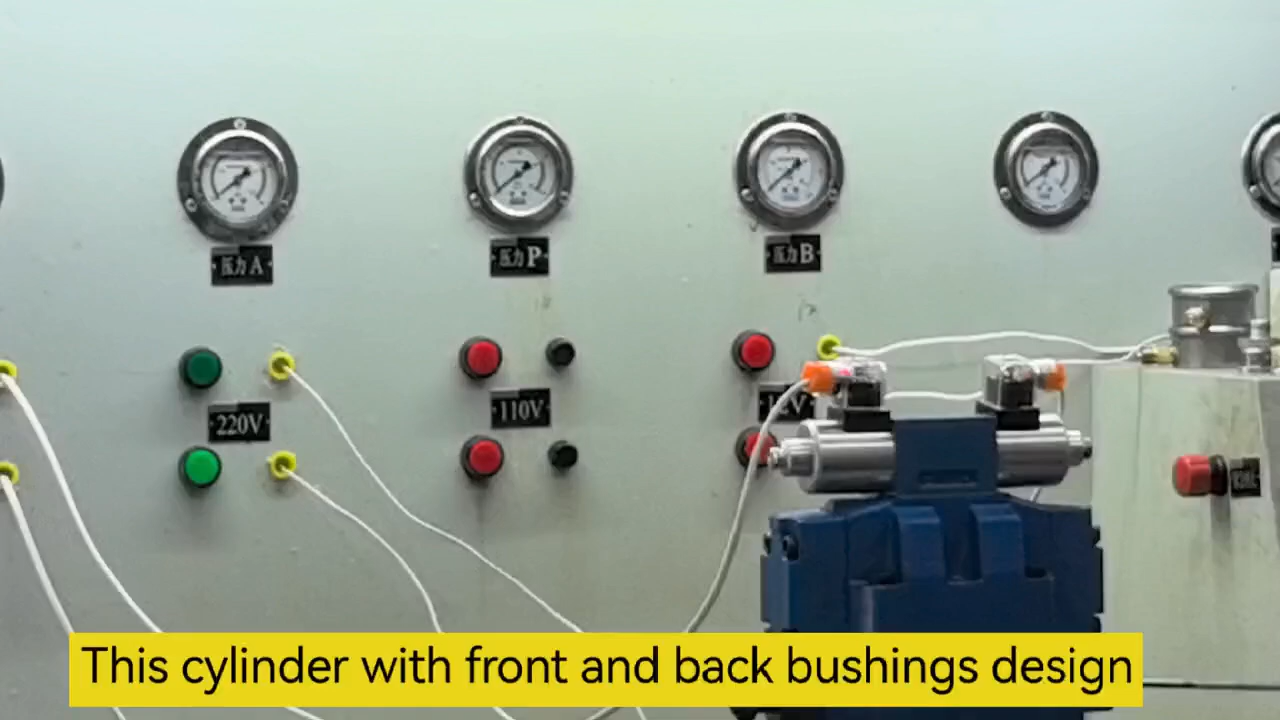 压力A
压力P
压力B
220V
110V
12V
This cylinder with front and back bushings design